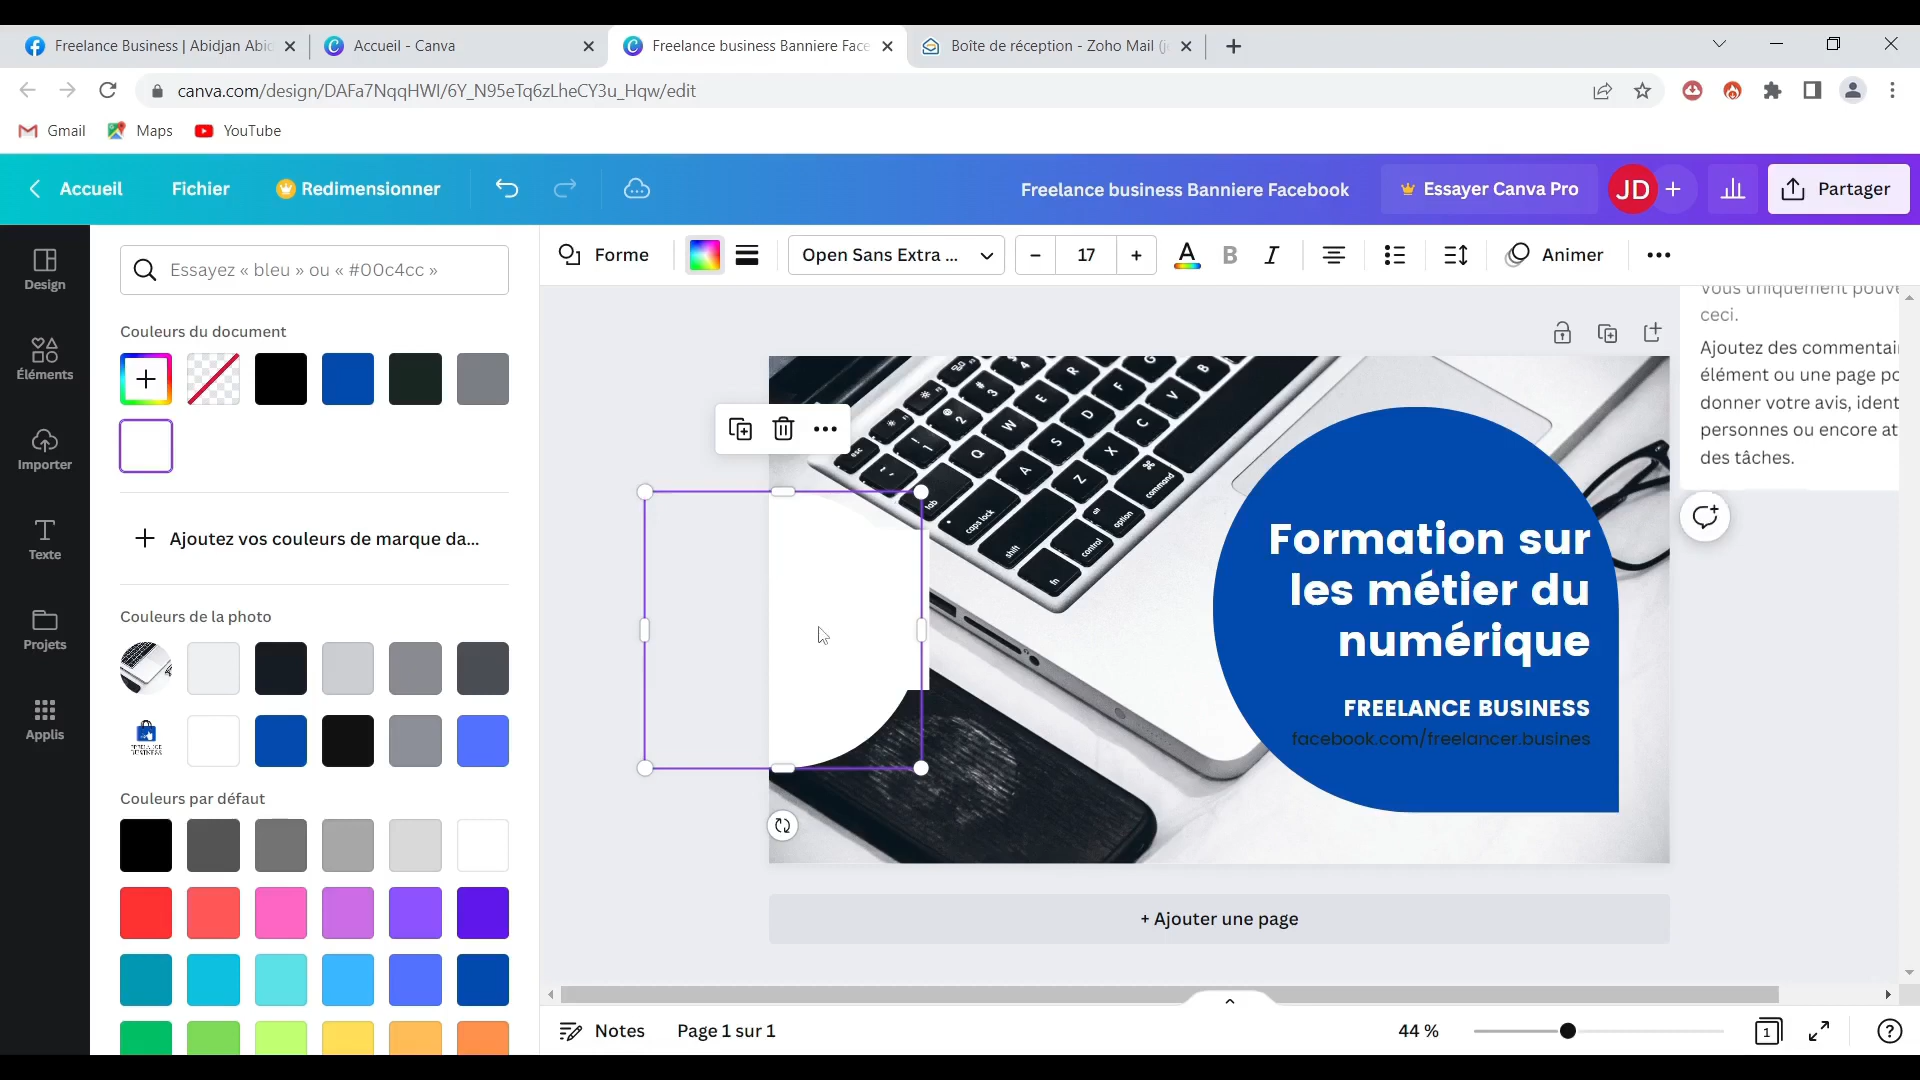 Freelance Business | Abidjan Abid
Accueil - Canva
Freelance business Banniere Face
Boîte de réception - Zoho Mail (j
canva.com/design/DAFa7NqqHWI/6Y_N95eTq6zLheCY3u_Hqw/edit
Gmail
Maps
YouTube
Accueil
Fichier
Redimensionner
Freelance business Banniere Facebook
Essayer Canva Pro
JD
Partager
Design
Éléments
Importer
Texte
Projets
Applis
Essayez « bleu » ou « #00c4cc »
Couleurs du document
Ajoutez vos couleurs de marque da...
Couleurs de la photo
Couleurs par défaut
Forme
Open Sans Extra ...
17
A
B
I
Animer
Vous uniquement pouve
ceci.
Ajoutez des commentai
élément ou une page po
donner votre avis, ident
personnes ou encore at
des tâches.
Formation sur
les métier du
numérique
FREELANCE BUSINESS
facebook.com/freelancer.busines
+ Ajouter une page
Notes
Page 1 sur 1
44 %
1